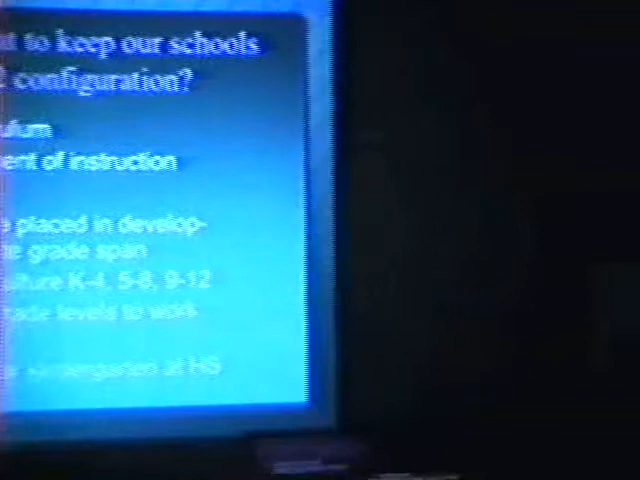 to keep our schools
configuration?
ulum
ent of instruction
placed in develop-
grade span
ulture K-4, 5-8, 9-12
rade levels to work
kindergarten at HS